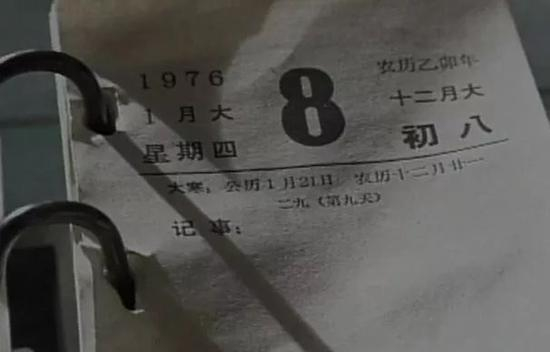 1976
1月大
星期四
8
农历乙卯年
十二月大
初八
大寒：公历1月21日 农历十二月廿一
二九（第九天）
记事：